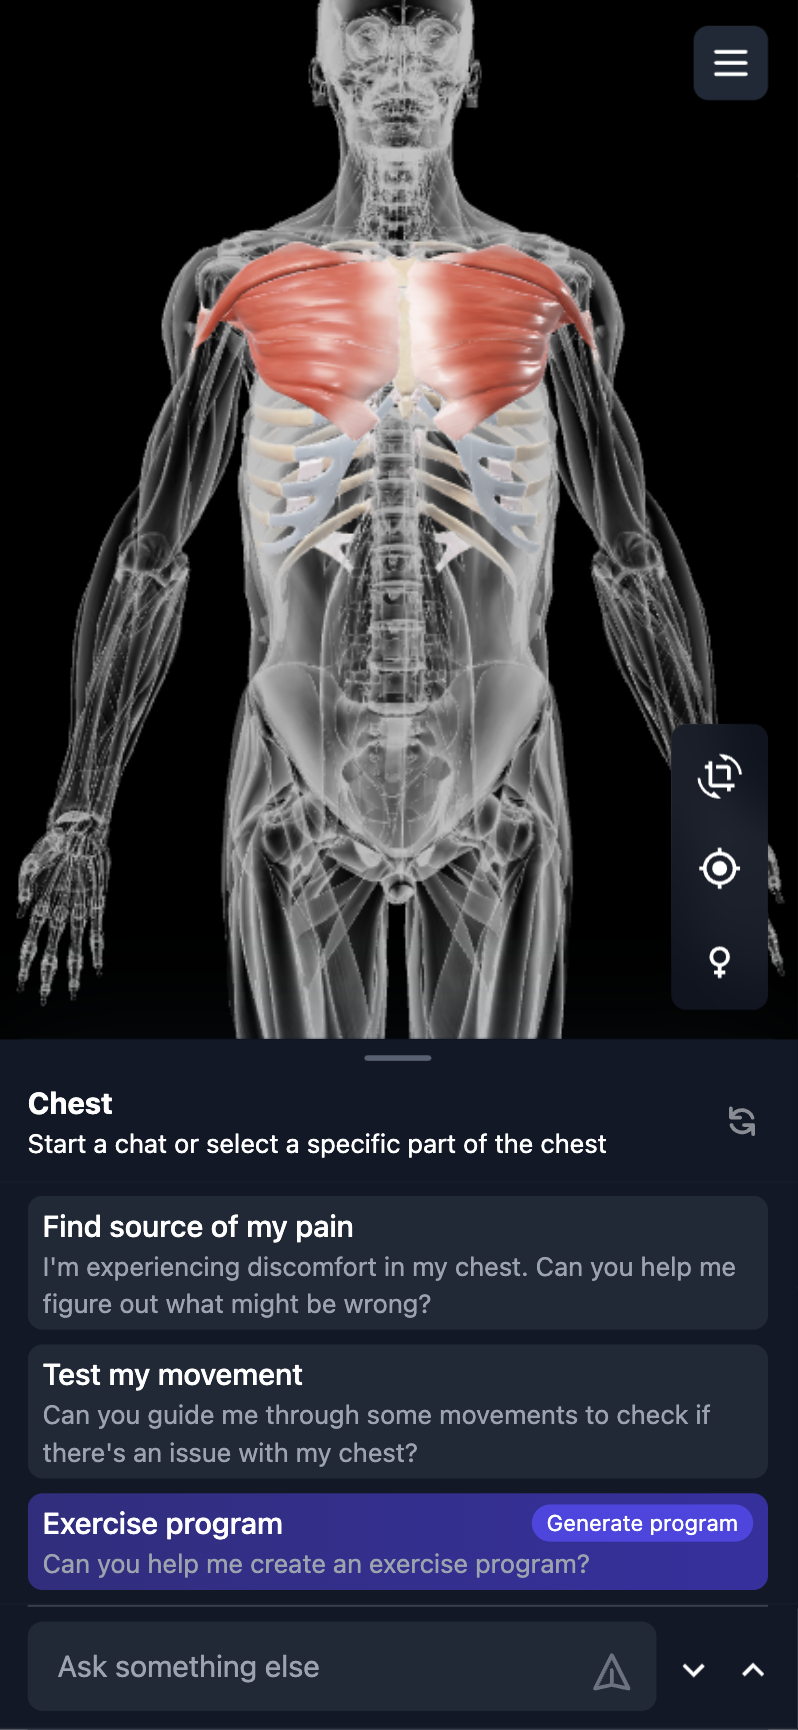 Chest
Start a chat or select a specific part of the chest
Find source of my pain
I'm experiencing discomfort in my chest. Can you help me
figure out what might be wrong?
Test my movement
Can you guide me through some movements to check if
there's an issue with my chest?
Exercise program
Generate program
Can you help me create an exercise program?
Ask something else